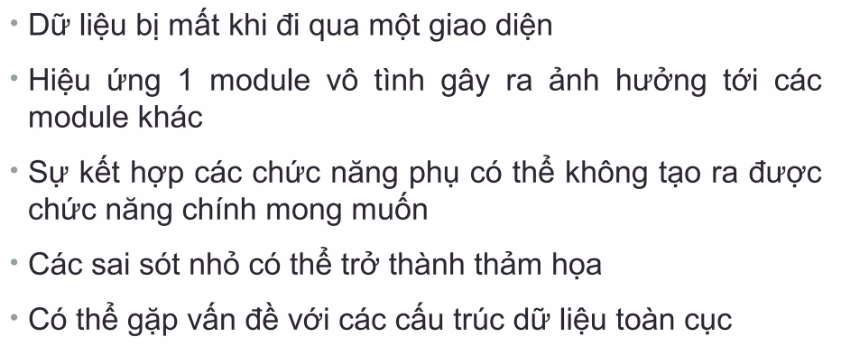 • Dữ liệu bị mất khi đi qua một giao diện
• Hiệu ứng 1 module vô tình gây ra ảnh hưởng tới các
module khác
• Sự kết hợp các chức năng phụ có thể không tạo ra được
chức năng chính mong muốn
• Các sai sót nhỏ có thể trở thành thảm họa
• Có thể gặp vấn đề với các cấu trúc dữ liệu toàn cục